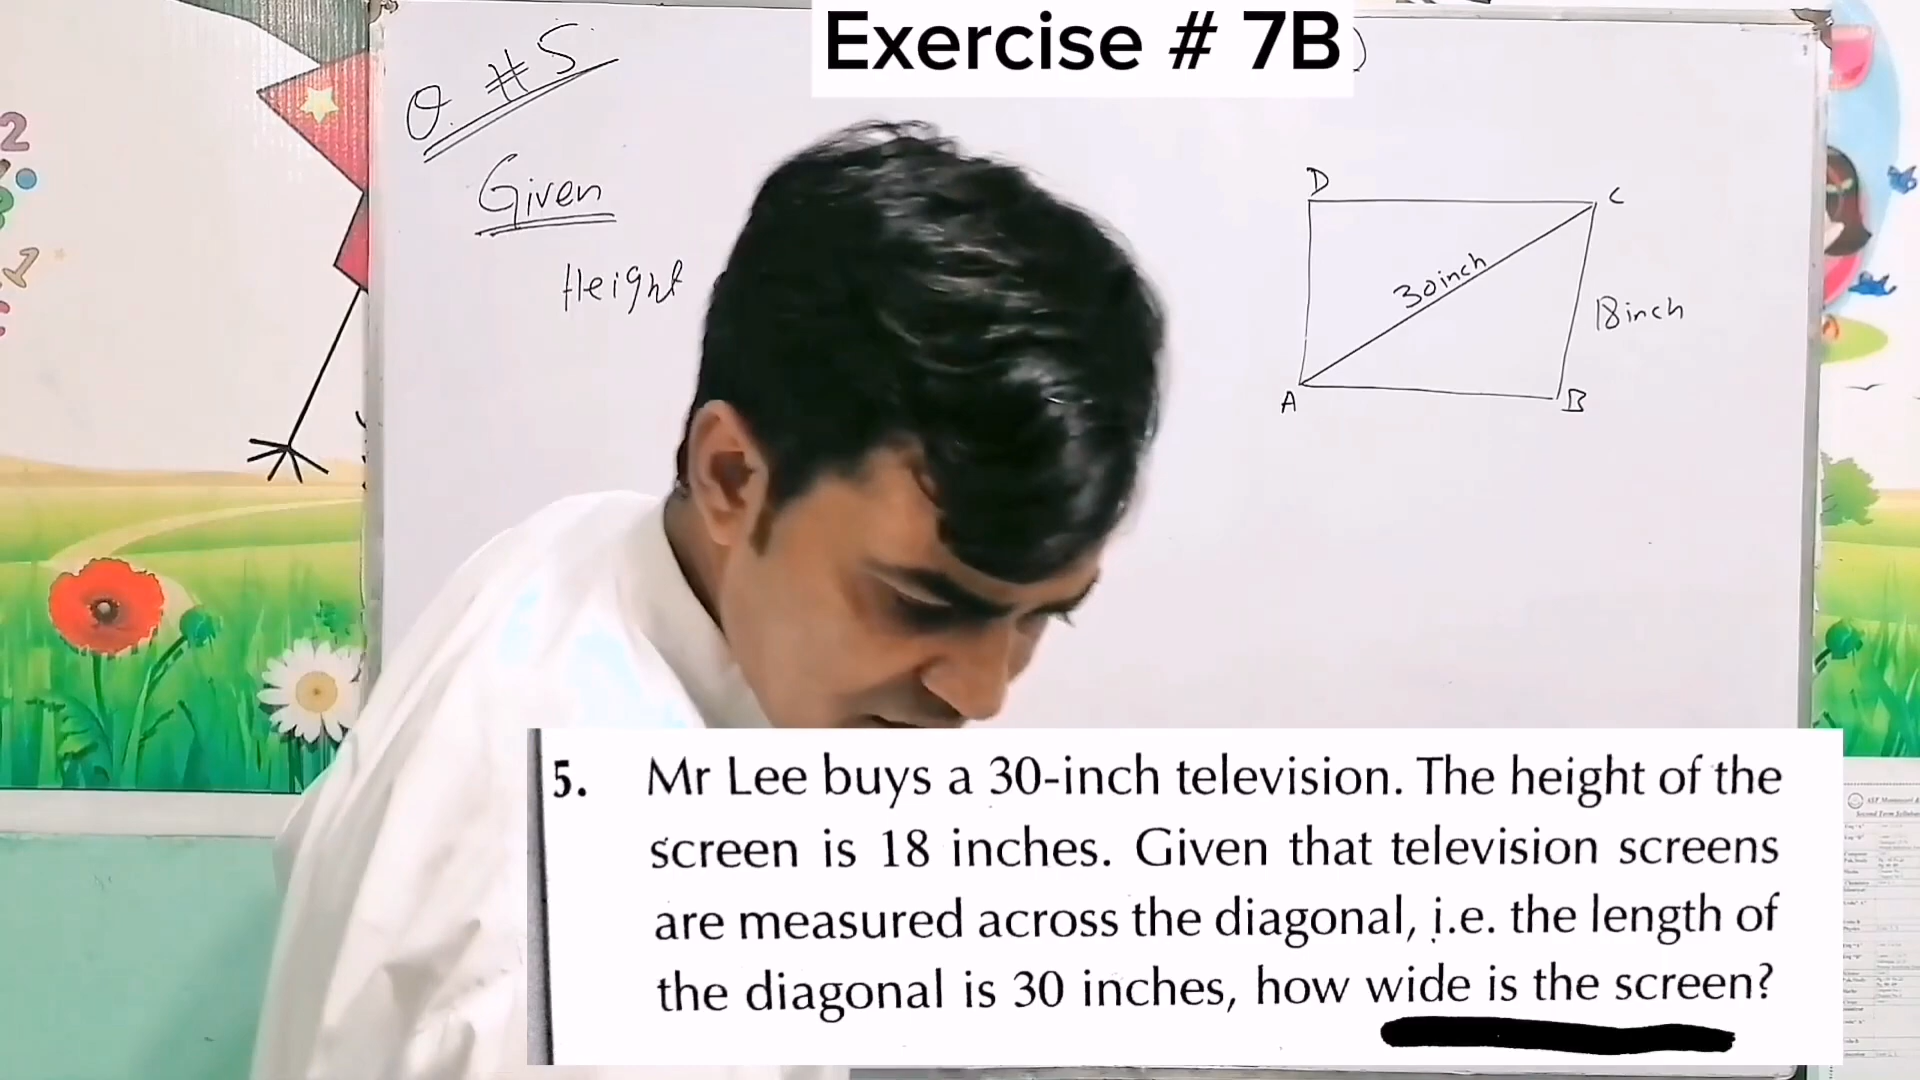 Exercise # 7B
Q. #5
Given
Height
D
C
30inch
18inch
A
B
5. Mr Lee buys a 30-inch television. The height of the
screen is 18 inches. Given that television screens
are measured across the diagonal, i.e. the length of
the diagonal is 30 inches, how wide is the screen?
2
1